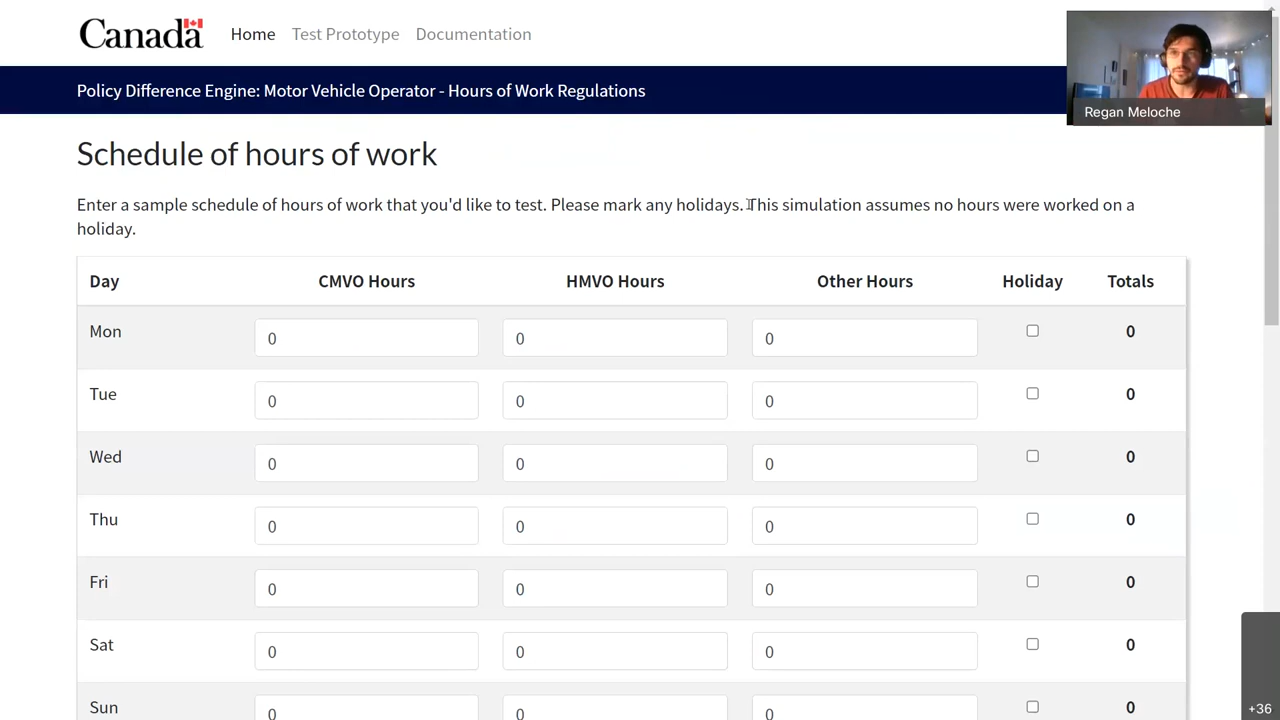 Canada
Home Test Prototype Documentation
Policy Difference Engine: Motor Vehicle Operator - Hours of Work Regulations
Regan Meloche
Schedule of hours of work
Enter a sample schedule of hours of work that you'd like to test. Please mark any holidays. This simulation assumes no hours were worked on a
holiday.
Day CMVO Hours HMVO Hours Other Hours Holiday Totals
Mon 0 0 0 0
Tue 0 0 0 0
Wed 0 0 0 0
Thu 0 0 0 0
Fri 0 0 0 0
Sat 0 0 0 0
Sun 0 0 0 0
+36